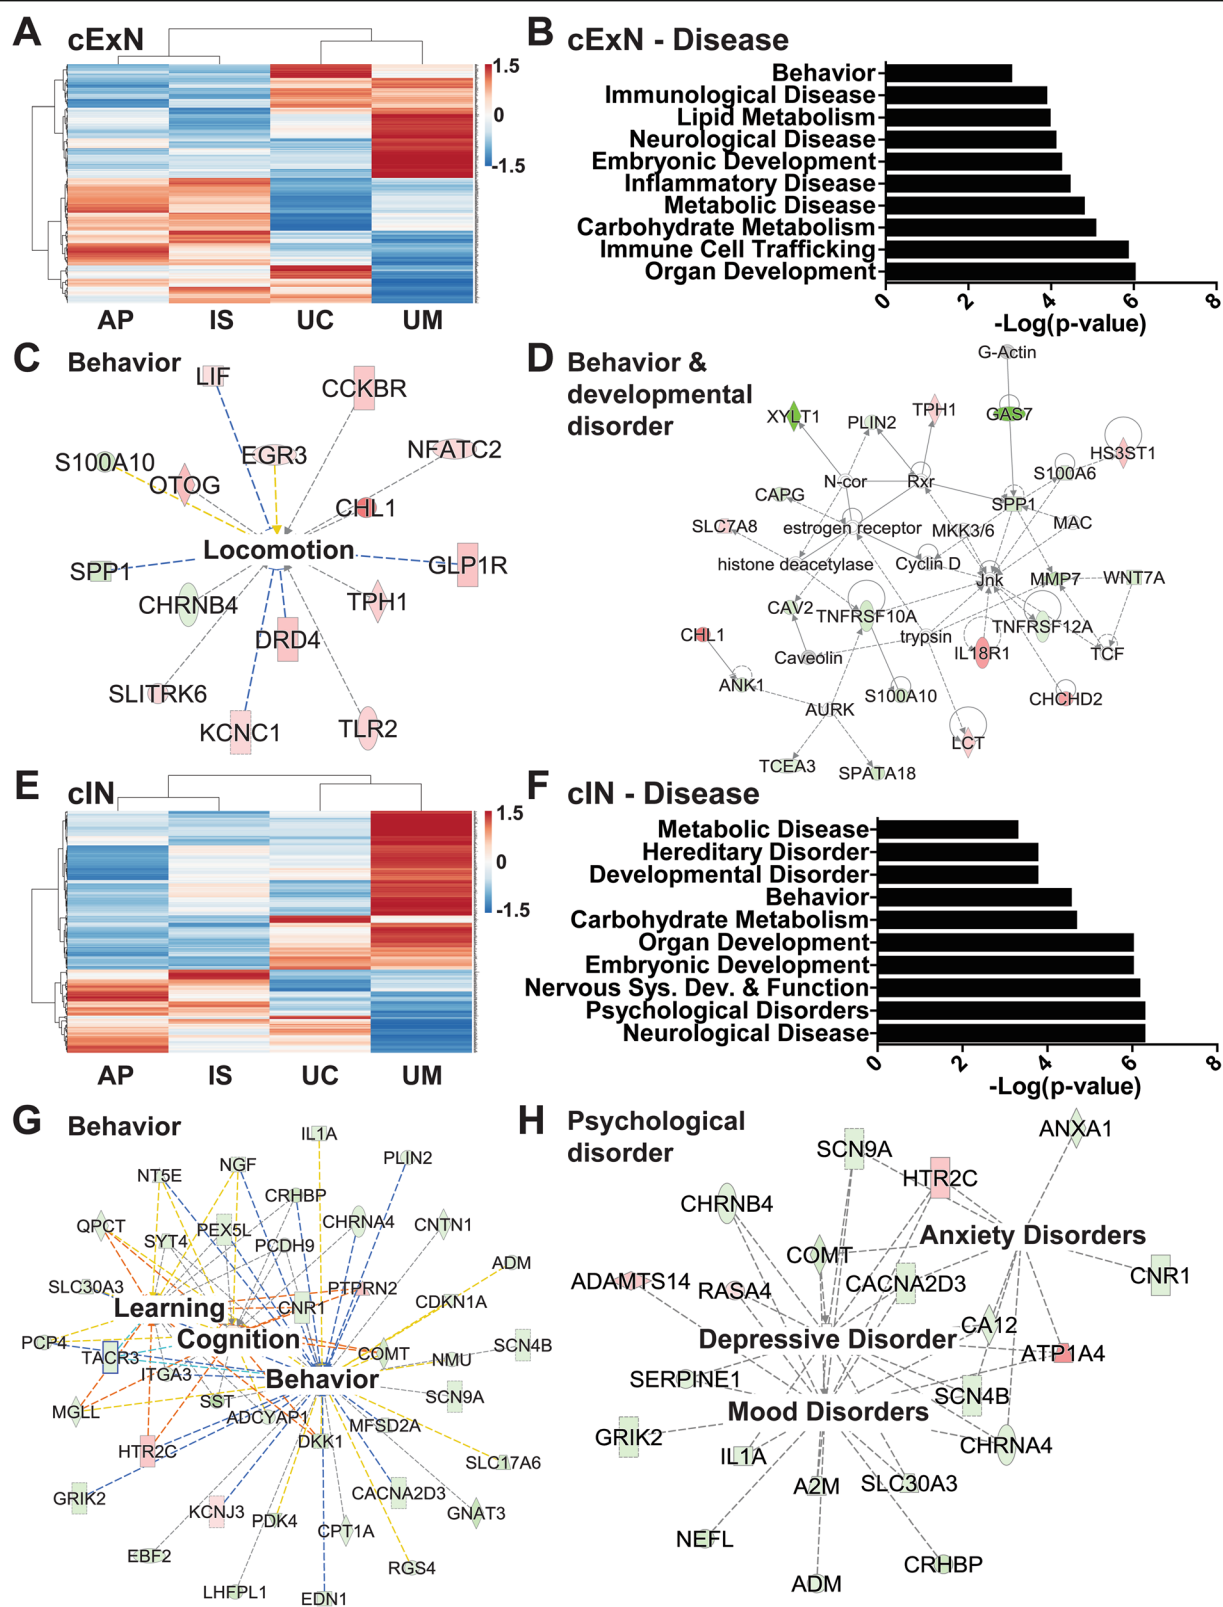 A cExN
1.5
0
-1.5
AP IS UC UM
B cExN - Disease
Behavior
Immunological Disease
Lipid Metabolism
Neurological Disease
Embryonic Development
Inflammatory Disease
Metabolic Disease
Carbohydrate Metabolism
Immune Cell Trafficking
Organ Development
0 2 4 6 8
-Log(p-value)
C Behavior
LIF
CCKBR
S100A10
EGR3
NFATC2
OTOG
CHL1
Locomotion
SPP1
GLP1R
CHRNB4
TPH1
DRD4
SLITRK6
KCNC1
TLR2
D Behavior &
developmental
disorder
G-Actin
XYLT1
PLIN2
TPH1
GAS7
HS3ST1
N-cor
Rxr
S100A6
CAPG
SPP1
SLC7A8
estrogen receptor
MKK3/6
MAC
histone deacetylase
Cyclin D
Jnk
MMP7
WNT7A
CAV2
TNFRSF10A
TNFRSF12A
CHL1
trypsin
Caveolin
IL18R1
TCF
ANK1
S100A10
CHCHD2
AURK
LCT
TCEA3
SPATA18
E cIN
1.5
0
-1.5
AP IS UC UM
F cIN - Disease
Metabolic Disease
Hereditary Disorder
Developmental Disorder
Behavior
Carbohydrate Metabolism
Organ Development
Embryonic Development
Nervous Sys. Dev. & Function
Psychological Disorders
Neurological Disease
0 2 4 6 8
-Log(p-value)
G Behavior
IL1A
NT5E
NGF
PLIN2
CRHBP
QPCT
PEX5L
CHRNA4
CNTN1
SYT4
PCDH9
ADM
SLC30A3
PTPRN2
Learning
CNR1
CDKN1A
PCP4
Cognition
SCN4B
TACR3
COMT
NMU
ITGA3
Behavior
SCN9A
MGLL
SST
ADCYAP1
MFSD2A
HTR2C
DKK1
SLC17A6
GRIK2
KCNJ3
PDK4
CACNA2D3
GNAT3
CPT1A
EBF2
RGS4
LHFPL1
EDN1
H Psychological
disorder
ANXA1
SCN9A
HTR2C
CHRNB4
Anxiety Disorders
COMT
ADAMTS14
RASA4
CACNA2D3
CNR1
Depressive Disorder
CA12
ATP1A4
SERPINE1
SCN4B
Mood Disorders
GRIK2
CHRNA4
IL1A
A2M
SLC30A3
NEFL
CRHBP
ADM